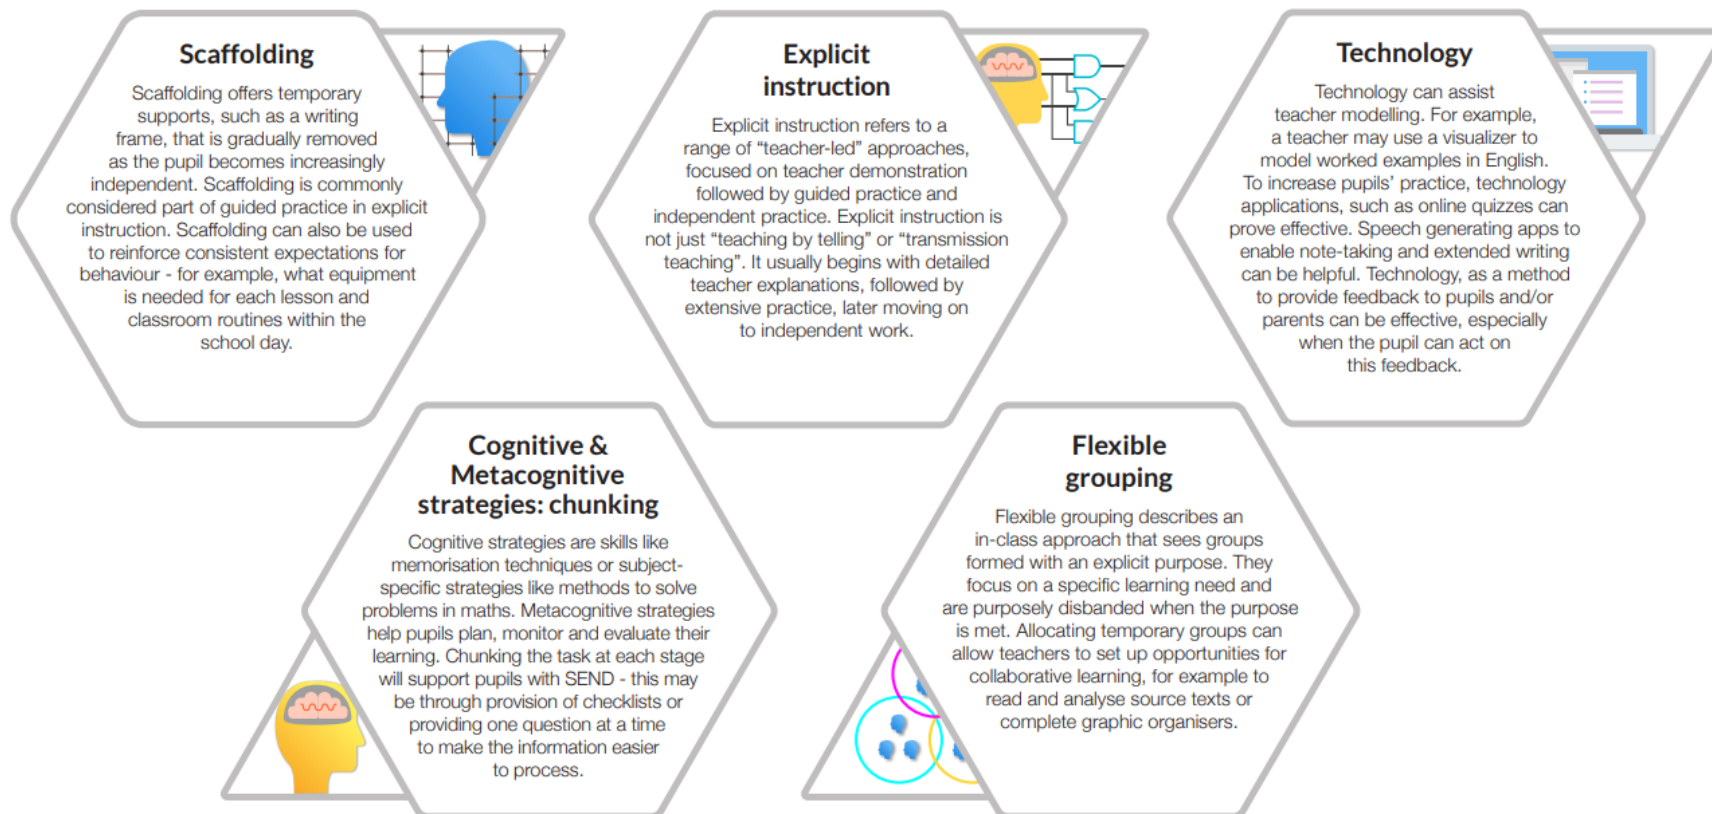 Scaffolding
Scaffolding offers temporary
supports, such as a writing
frame, that is gradually removed
as the pupil becomes increasingly
independent. Scaffolding is commonly
considered part of guided practice in explicit
instruction. Scaffolding can also be used
to reinforce consistent expectations for
behaviour - for example, what equipment
is needed for each lesson and
classroom routines within the
school day.
Explicit
instruction
Explicit instruction refers to a
range of “teacher-led” approaches,
focused on teacher demonstration
followed by guided practice and
independent practice. Explicit instruction is
not just “teaching by telling” or “transmission
teaching”. It usually begins with detailed
teacher explanations, followed by
extensive practice, later moving on
to independent work.
Technology
Technology can assist
teacher modelling. For example,
a teacher may use a visualizer to
model worked examples in English.
To increase pupils’ practice, technology
applications, such as online quizzes can
prove effective. Speech generating apps to
enable note-taking and extended writing
can be helpful. Technology, as a method
to provide feedback to pupils and/or
parents can be effective, especially
when the pupil can act on
this feedback.
Cognitive &
Metacognitive
strategies: chunking
Cognitive strategies are skills like
memorisation techniques or subject-
specific strategies like methods to solve
problems in maths. Metacognitive strategies
help pupils plan, monitor and evaluate their
learning. Chunking the task at each stage
will support pupils with SEND - this may
be through provision of checklists or
providing one question at a time
to make the information easier
to process.
Flexible
grouping
Flexible grouping describes an
in-class approach that sees groups
formed with an explicit purpose. They
focus on a specific learning need and
are purposely disbanded when the purpose
is met. Allocating temporary groups can
allow teachers to set up opportunities for
collaborative learning, for example to
read and analyse source texts or
complete graphic organisers.